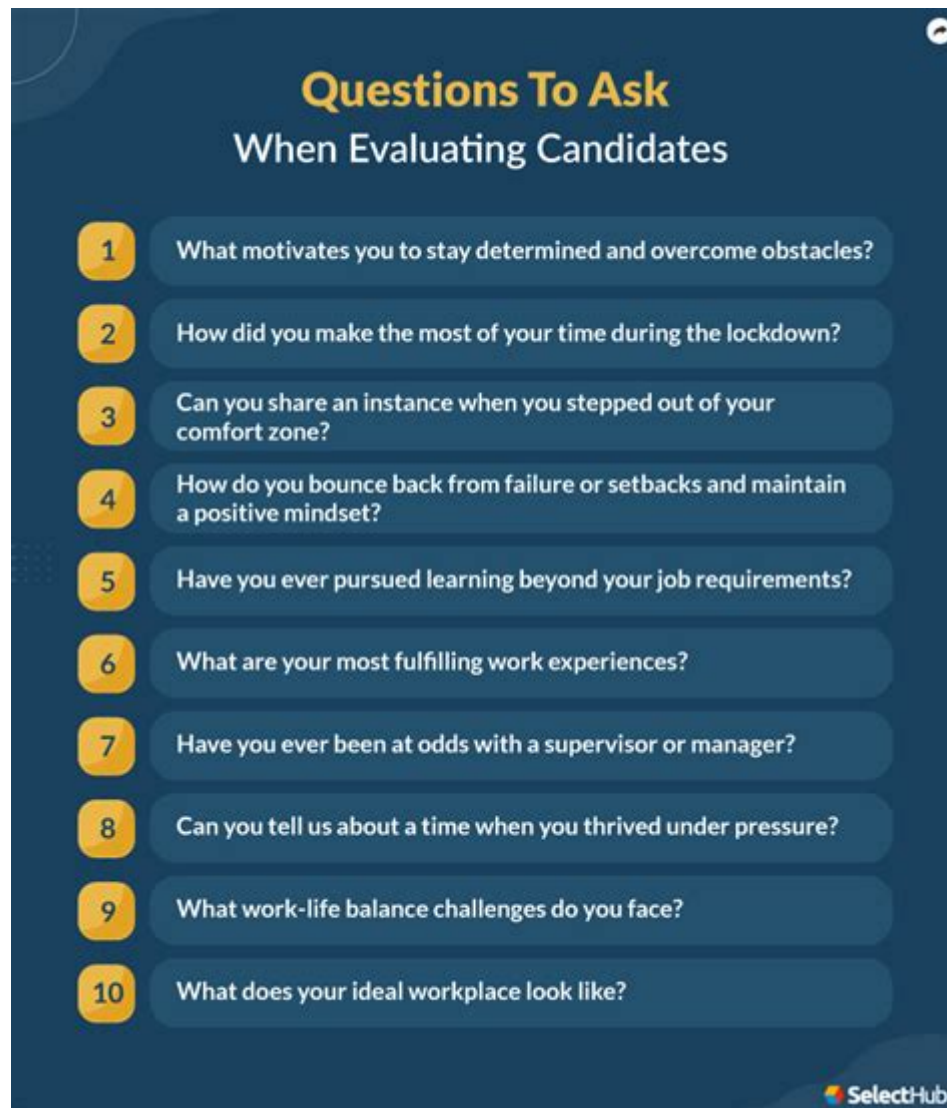 Questions To Ask
When Evaluating Candidates
1 What motivates you to stay determined and overcome obstacles?
2 How did you make the most of your time during the lockdown?
3 Can you share an instance when you stepped out of your
comfort zone?
4 How do you bounce back from failure or setbacks and maintain
a positive mindset?
5 Have you ever pursued learning beyond your job requirements?
6 What are your most fulfilling work experiences?
7 Have you ever been at odds with a supervisor or manager?
8 Can you tell us about a time when you thrived under pressure?
9 What work-life balance challenges do you face?
10 What does your ideal workplace look like?
SelectHub